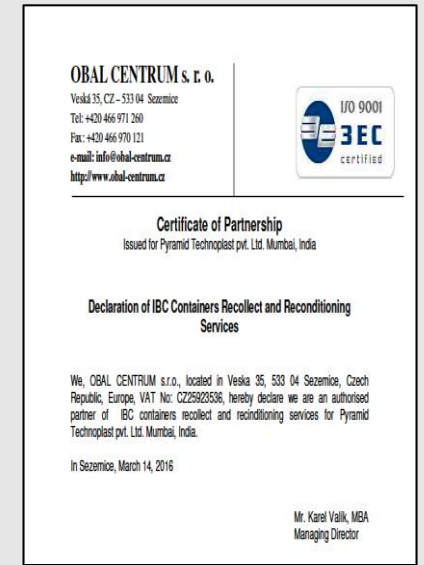 OBAL CENTRUM s. r. o.
Veská 35, CZ – 533 04 Sezemice
Tel: +420 466 971 260
Fax: +420 466 970 121
e-mail: info@obal-centrum.cz
http://www.obal-centrum.cz
I/O 9001
3EC
certified
Certificate of Partnership
Issued for Pyramid Technoplast pvt. Ltd. Mumbai, India
Declaration of IBC Containers Recollect and Reconditioning
Services
We, OBAL CENTRUM s.r.o., located in Veska 35, 533 04 Sezemice, Czech
Republic, Europe, VAT No: CZ25923536, hereby declare we are an authorised
partner of IBC containers recollect and recinditioning services for Pyramid
Technoplast pvt. Ltd. Mumbai, India.
In Sezemice, March 14, 2016
Mr. Karel Valik, MBA
Managing Director